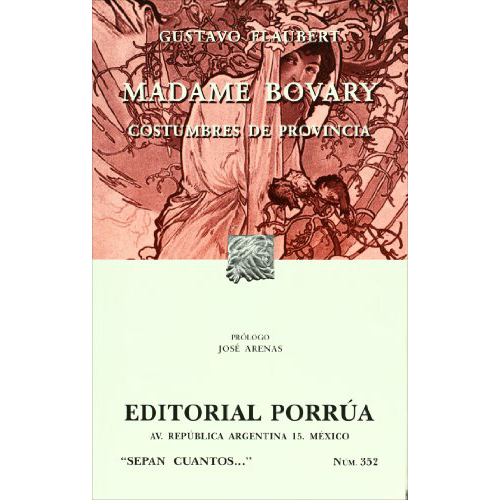 GUSTAVO FLAUBERT
MADAME BOVARY
COSTUMBRES DE PROVINCIA
PRÓLOGO
JOSÉ ARENAS
EDITORIAL PORRÚA
AV. REPÚBLICA ARGENTINA 15. MÉXICO
"SEPAN CUANTOS..." NÚM. 352